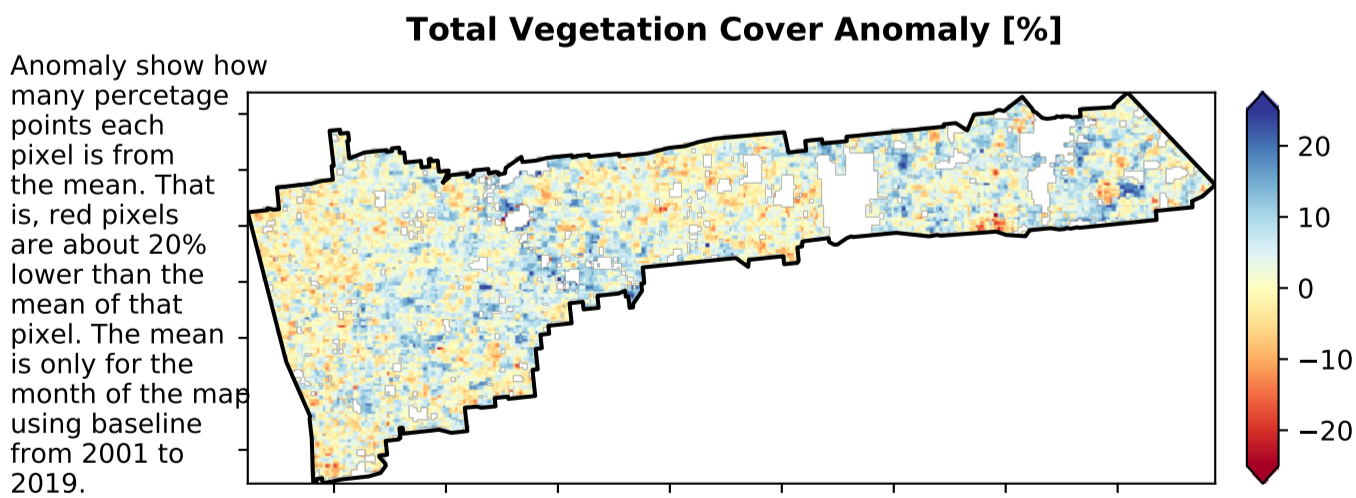 Total Vegetation Cover Anomaly [%]
Anomaly show how
many percetage
points each
pixel is from
the mean. That
is, red pixels
are about 20%
lower than the
mean of that
pixel. The mean
is only for the
month of the map
using baseline
from 2001 to
2019.
20
10
0
−10
−20